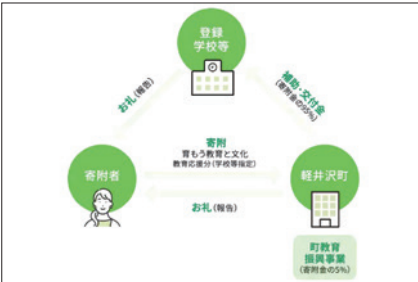 登録
学校等
お礼(報告)
補助・交付金
(寄附金の95%)
寄附
育もう教育と文化
教育応援分(学校等指定)
寄附者
軽井沢町
お礼(報告)
町教育
振興事業
(寄附金の5%)